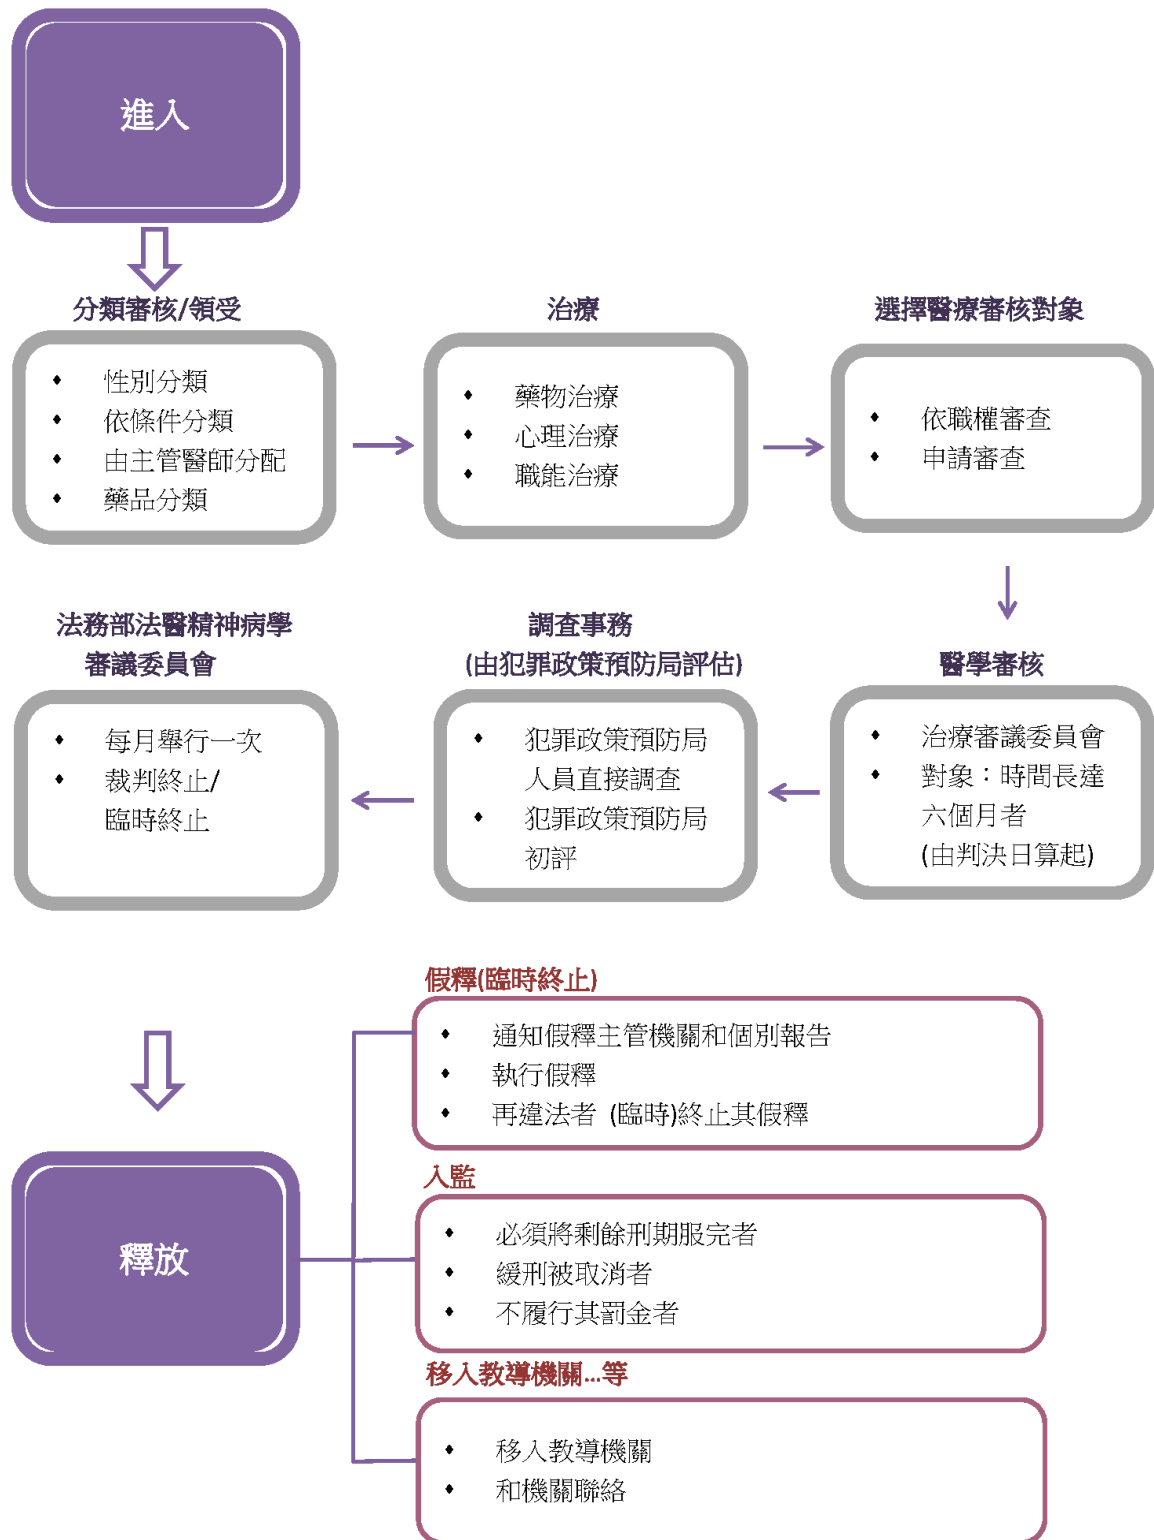 進入
分類審核/領受
• 性別分類
• 依條件分類
• 由主管醫師分配
• 藥品分類
治療
• 藥物治療
• 心理治療
• 職能治療
選擇醫療審核對象
• 依職權審查
• 申請審查
醫學審核
• 治療審議委員會
• 對象：時間長達
六個月者
(由判決日算起)
調查事務
(由犯罪政策預防局評估)
• 犯罪政策預防局
人員直接調查
• 犯罪政策預防局
初評
法務部法醫精神病學
審議委員會
• 每月舉行一次
• 裁判終止/
臨時終止
釋放
假釋(臨時終止)
• 通知假釋主管機關和個別報告
• 執行假釋
• 再違法者 (臨時)終止其假釋
入監
• 必須將剩餘刑期服完者
• 緩刑被取消者
• 不履行其罰金者
移入教導機關...等
• 移入教導機關
• 和機關聯絡